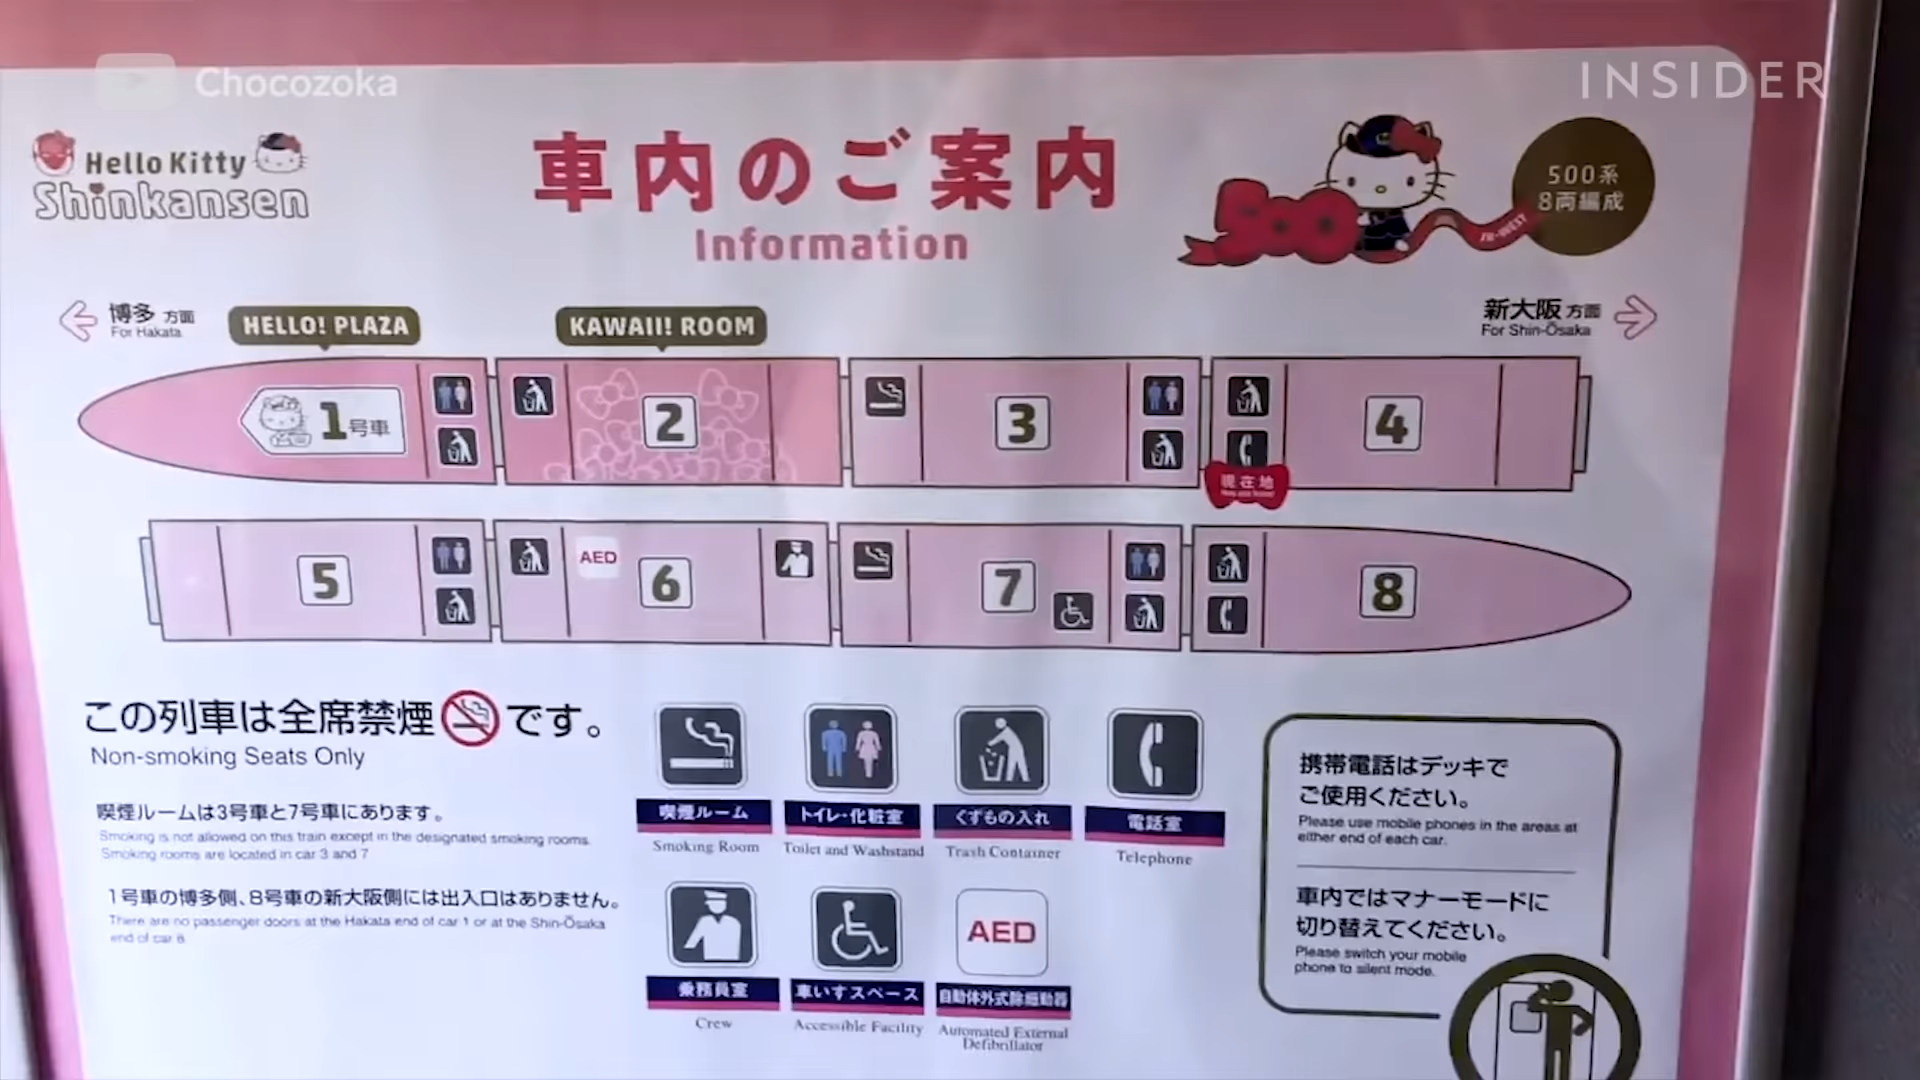 Chocozoka
INSIDER
Hello Kitty
Shinkansen
車内のご案内
Information
500
JR-WEST
500系
8両編成
博多 方面
For Hakata
HELLO! PLAZA
KAWAII! ROOM
新大阪 方面
For Shin-Ōsaka
1号車
2
3
4
現在地
You are here!
5
AED
6
7
8
この列車は全席禁煙です。
Non-smoking Seats Only
喫煙ルームは3号車と7号車にあります。
Smoking is not allowed on this train except in the designated smoking rooms.
Smoking rooms are located in car 3 and 7
1号車の博多側、8号車の新大阪側には出入口はありません。
There are no passenger doors at the Hakata end of car 1 or at the Shin-Ōsaka
end of car 8
喫煙ルーム
Smoking Room
トイレ・化粧室
Toilet and Washstand
くずもの入れ
Trash Container
電話室
Telephone
乗務員室
Crew
車いすスペース
Accessible Facility
AED
自動体外式除細動器
Automated External
Defibrillator
携帯電話はデッキで
ご使用ください。
Please use mobile phones in the areas at
either end of each car.
車内ではマナーモードに
切り替えてください。
Please switch your mobile
phone to silent mode.